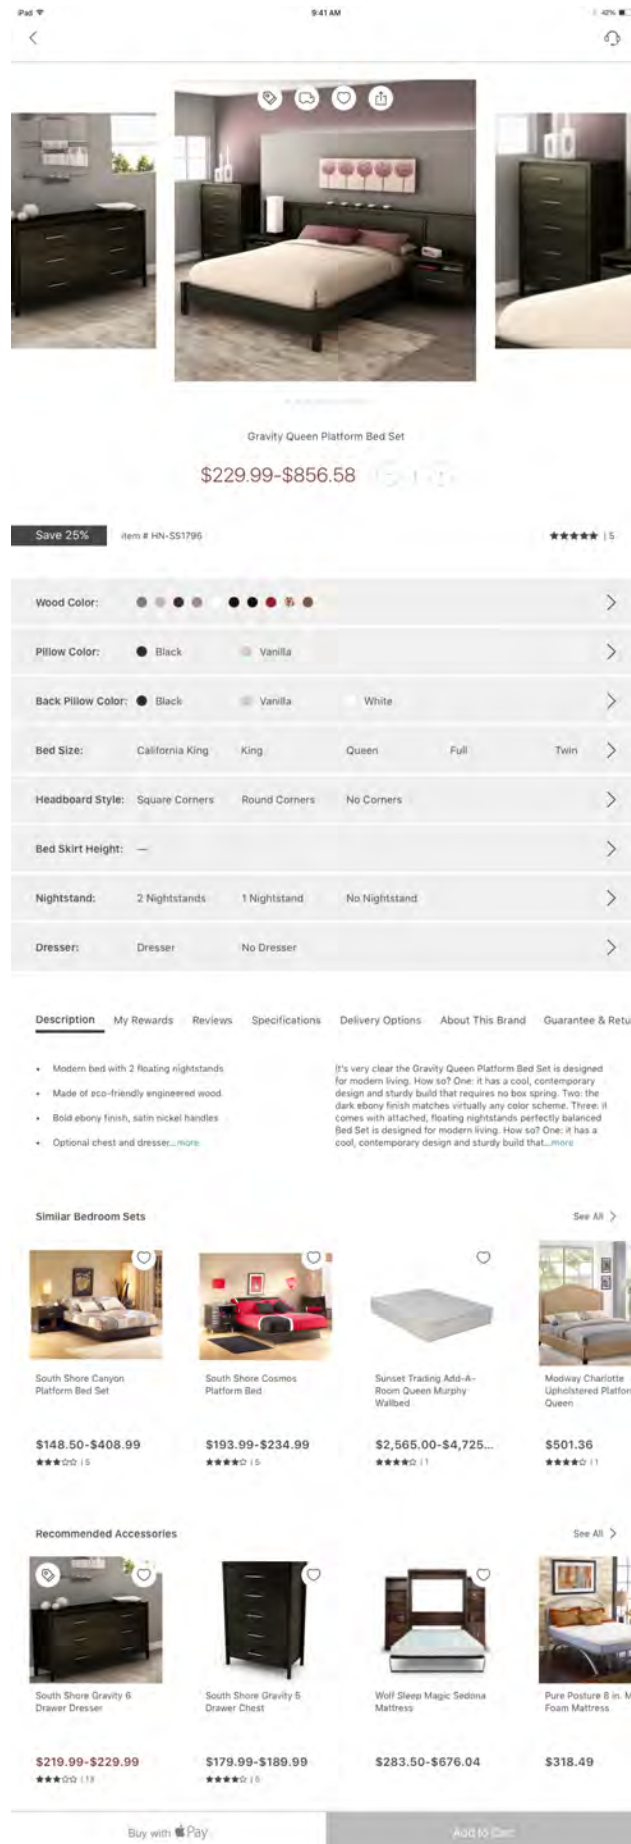 iPad
9:41 AM
42%
Gravity Queen Platform Bed Set
$229.99-$856.58
1
Save 25%
item # HN-SS1796
★★★★★ | 5
Wood Color:
Pillow Color: Black Vanilla
Back Pillow Color: Black Vanilla White
Bed Size: California King King Queen Full Twin
Headboard Style: Square Corners Round Corners No Corners
Bed Skirt Height: —
Nightstand: 2 Nightstands 1 Nightstand No Nightstand
Dresser: Dresser No Dresser
Description My Rewards Reviews Specifications Delivery Options About This Brand Guarantee & Retu
• Modern bed with 2 floating nightstands
• Made of eco-friendly engineered wood
• Bold ebony finish, satin nickel handles
• Optional chest and dresser...more
It's very clear the Gravity Queen Platform Bed Set is designed
for modern living. How so? One: it has a cool, contemporary
design and sturdy build that requires no box spring. Two: the
dark ebony finish matches virtually any color scheme. Three: it
comes with attached, floating nightstands perfectly balanced
Bed Set is designed for modern living. How so? One: it has a
cool, contemporary design and sturdy build that...more
Similar Bedroom Sets
See All
South Shore Canyon
Platform Bed Set
$148.50-$408.99
★★★☆☆ | 5
South Shore Cosmos
Platform Bed
$193.99-$234.99
★★★★☆ | 5
Sunset Trading Add-A-
Room Queen Murphy
Wallbed
$2,565.00-$4,725...
★★★★☆ | 1
Modway Charlotte
Upholstered Platfor
Queen
$501.36
★★★★☆ | 1
Recommended Accessories
See All
South Shore Gravity 6
Drawer Dresser
$219.99-$229.99
★★★☆☆ | 13
South Shore Gravity 5
Drawer Chest
$179.99-$189.99
★★★★☆ | 5
Wolf Sleep Magic Sedona
Mattress
$283.50-$676.04
Pure Posture 8 in. M
Foam Mattress
$318.49
Buy with Pay
Add to Cart